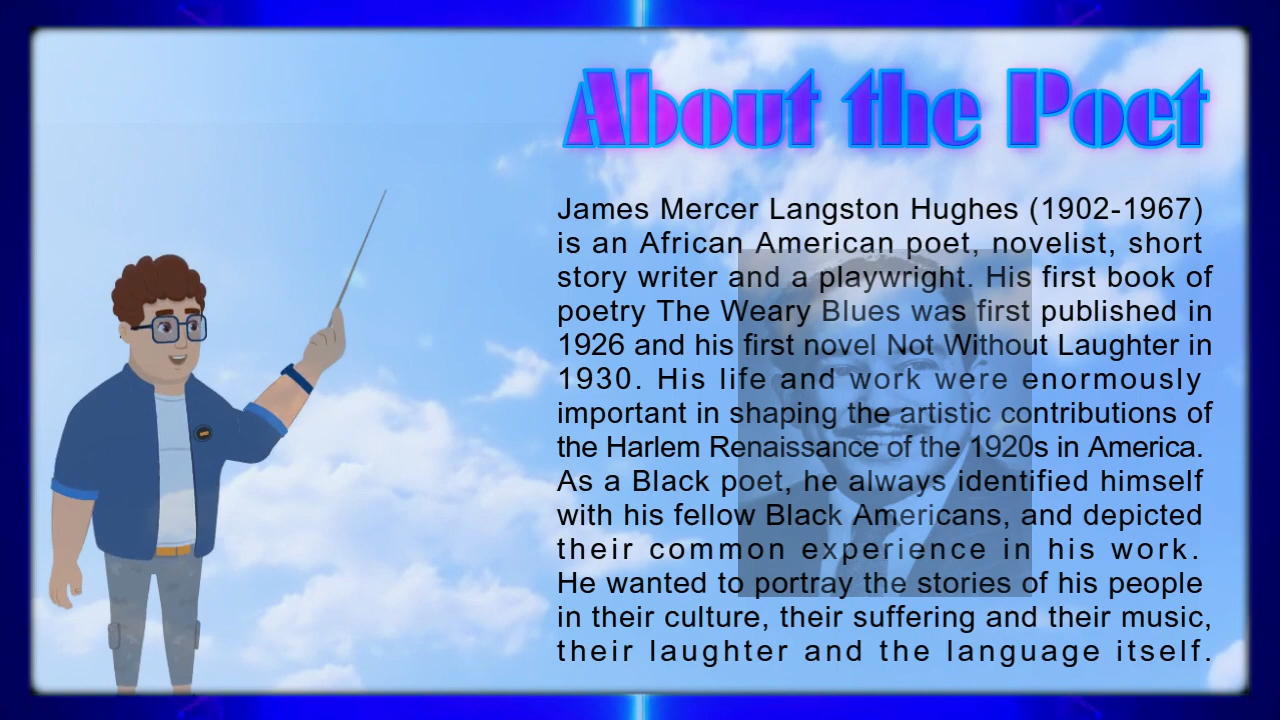 About the Poet
James Mercer Langston Hughes (1902-1967)
is an African American poet, novelist, short
story writer and a playwright. His first book of
poetry The Weary Blues was first published in
1926 and his first novel Not Without Laughter in
1930. His life and work were enormously
important in shaping the artistic contributions of
the Harlem Renaissance of the 1920s in America.
As a Black poet, he always identified himself
with his fellow Black Americans, and depicted
their common experience in his work.
He wanted to portray the stories of his people
in their culture, their suffering and their music,
their laughter and the language itself.